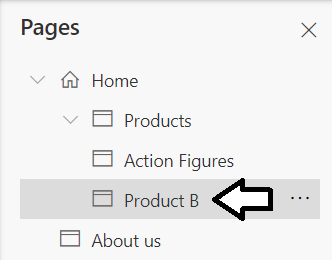 Pages
Home
Products
Action Figures
Product B
About us